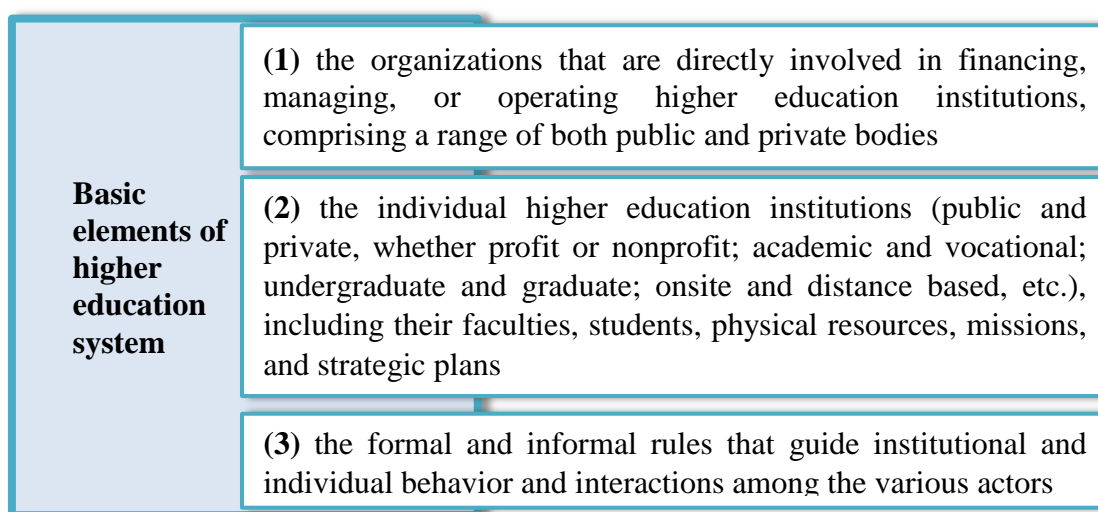 Basic
elements of
higher
education
system
(1) the organizations that are directly involved in financing,
managing, or operating higher education institutions,
comprising a range of both public and private bodies
(2) the individual higher education institutions (public and
private, whether profit or nonprofit; academic and vocational;
undergraduate and graduate; onsite and distance based, etc.),
including their faculties, students, physical resources, missions,
and strategic plans
(3) the formal and informal rules that guide institutional and
individual behavior and interactions among the various actors